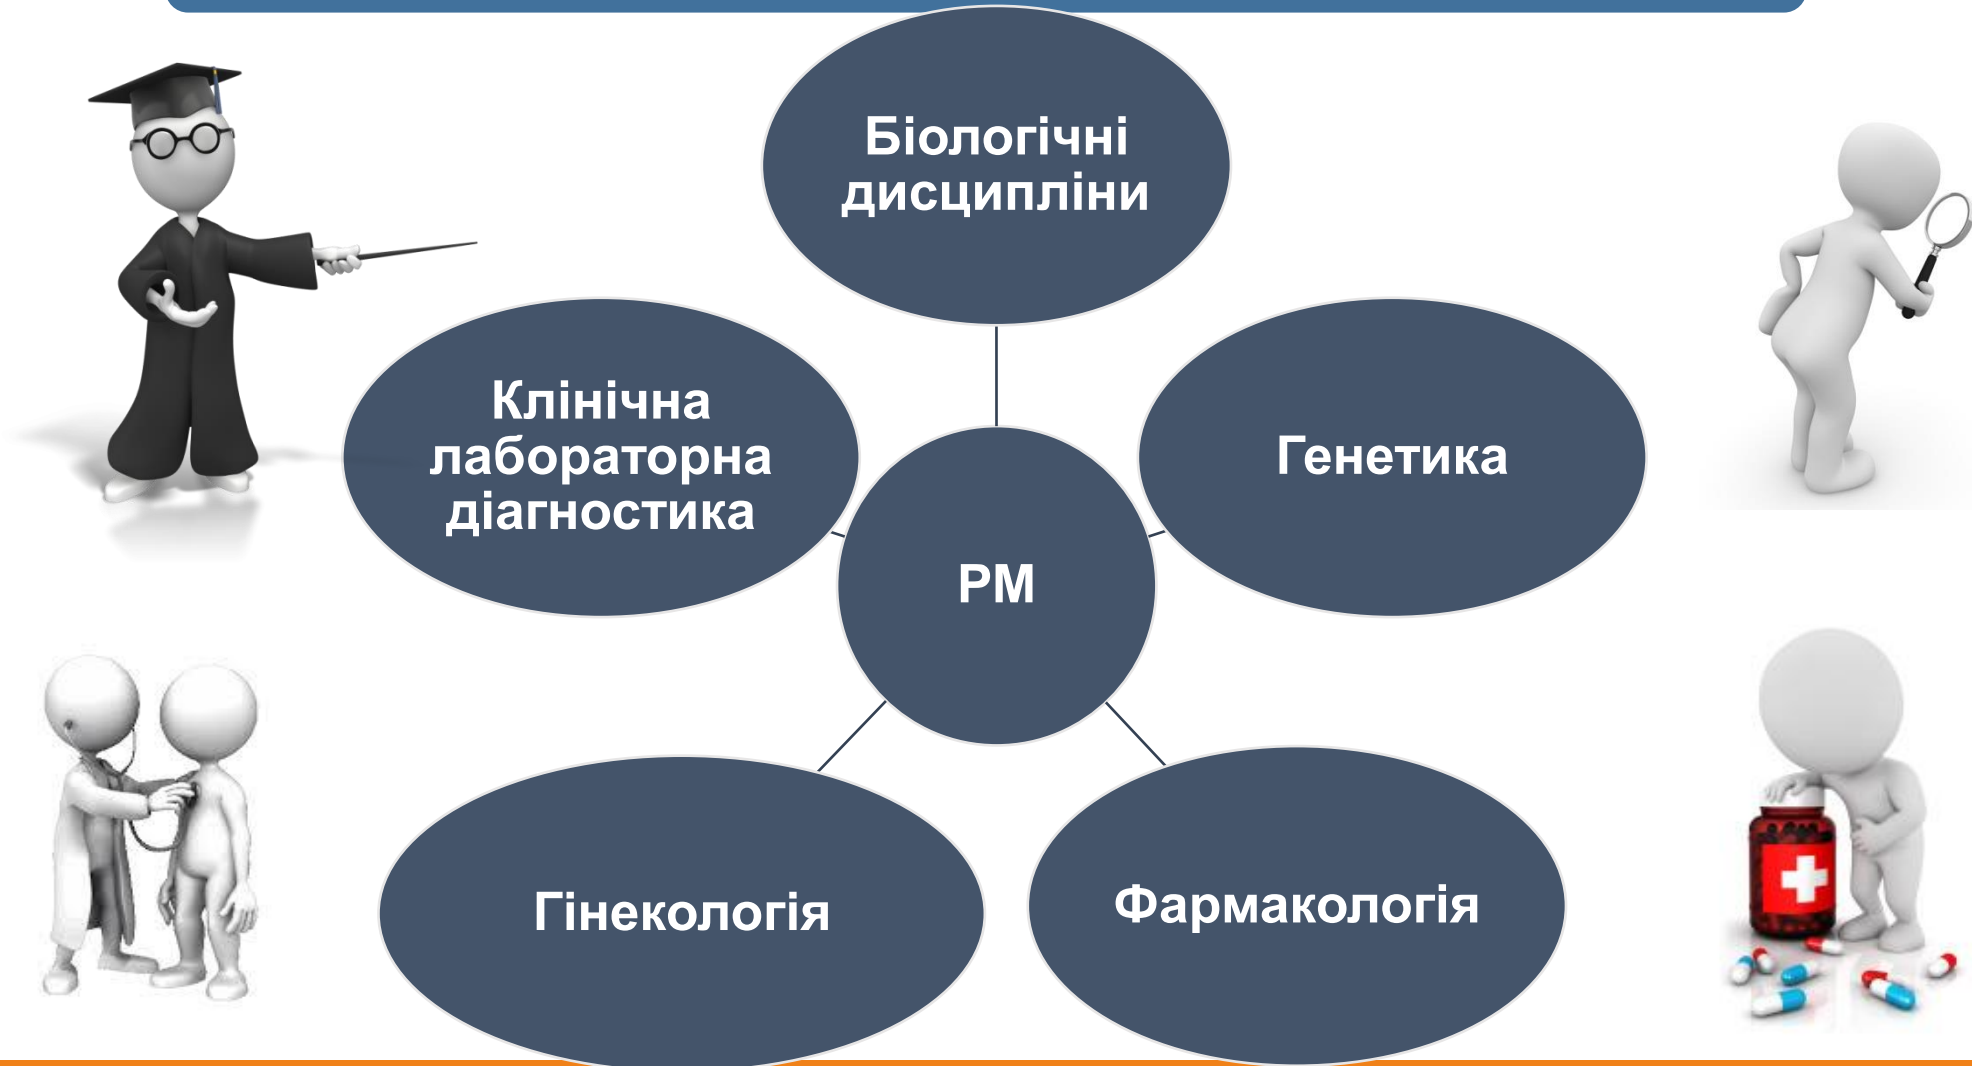 Біологічні
дисципліни
Клінічна
лабораторна
діагностика
Генетика
РМ
Гінекологія
Фармакологія